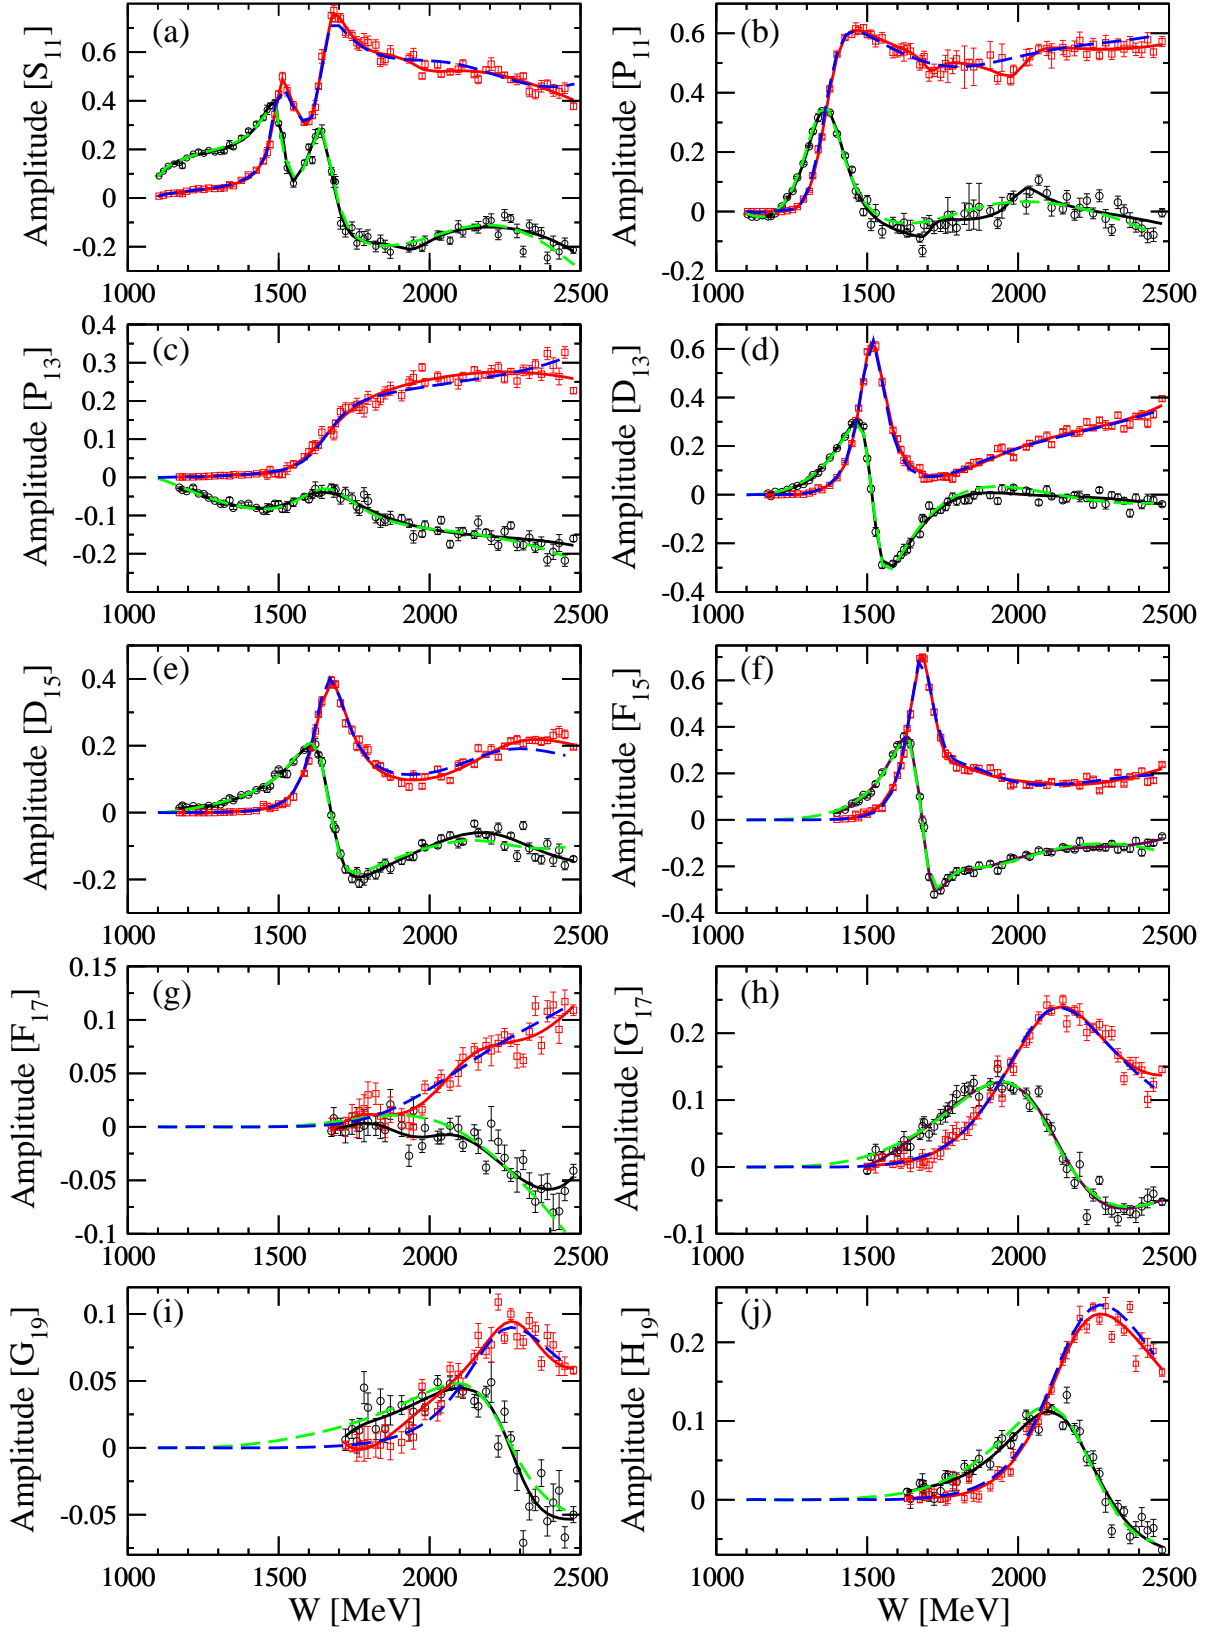 (a)
Amplitude [S11]
0.6
0.4
0.2
0
-0.2
1000 1500 2000 2500
(b)
Amplitude [P11]
0.6
0.4
0.2
0
-0.2
1000 1500 2000 2500
(c)
Amplitude [P13]
0.4
0.3
0.2
0.1
0
-0.1
-0.2
1000 1500 2000 2500
(d)
Amplitude [D13]
0.6
0.4
0.2
0
-0.2
-0.4
1000 1500 2000 2500
(e)
Amplitude [D15]
0.4
0.2
0
-0.2
1000 1500 2000 2500
(f)
Amplitude [F15]
0.6
0.4
0.2
0
-0.2
-0.4
1000 1500 2000 2500
(g)
Amplitude [F17]
0.15
0.1
0.05
0
-0.05
-0.1
1000 1500 2000 2500
(h)
Amplitude [G17]
0.2
0.1
0
-0.1
1000 1500 2000 2500
(i)
Amplitude [G19]
0.1
0.05
0
-0.05
1000 1500 2000 2500
W [MeV]
(j)
Amplitude [H19]
0.2
0.1
0
1000 1500 2000 2500
W [MeV]